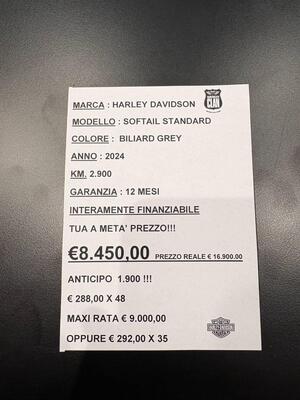 MARCA : HARLEY DAVIDSON
MODELLO : SOFTAIL STANDARD
COLORE : BILIARD GREY
ANNO : 2024
KM. 2.900
GARANZIA : 12 MESI
INTERAMENTE FINANZIABILE
TUA A META' PREZZO!!!
€8.450,00 PREZZO REALE € 16.900.00
ANTICIPO 1.900 !!!
€ 288,00 X 48
MAXI RATA € 9.000,00
HARLEY-DAVIDSON
OPPURE € 292,00 X 35